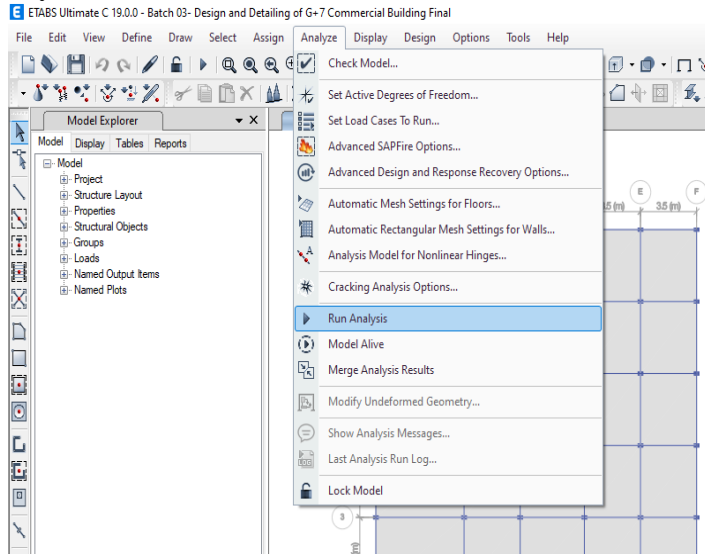 E ETABS Ultimate C 19.0.0 - Batch 03- Design and Detailing of G+7 Commercial Building Final
File Edit View Define Draw Select Assign Analyze Display Design Options Tools Help
Model Explorer
Model Display Tables Reports
Model
Project
Structure Layout
Properties
Structural Objects
Groups
Loads
Named Output Items
Named Plots
Check Model...
Set Active Degrees of Freedom...
Set Load Cases To Run...
Advanced SAPFire Options...
Advanced Design and Response Recovery Options...
Automatic Mesh Settings for Floors...
Automatic Rectangular Mesh Settings for Walls...
Analysis Model for Nonlinear Hinges...
Cracking Analysis Options...
Run Analysis
Model Alive
Merge Analysis Results
Modify Undeformed Geometry...
Show Analysis Messages...
Last Analysis Run Log...
Lock Model
E F
3.5 (m)
3
(m)